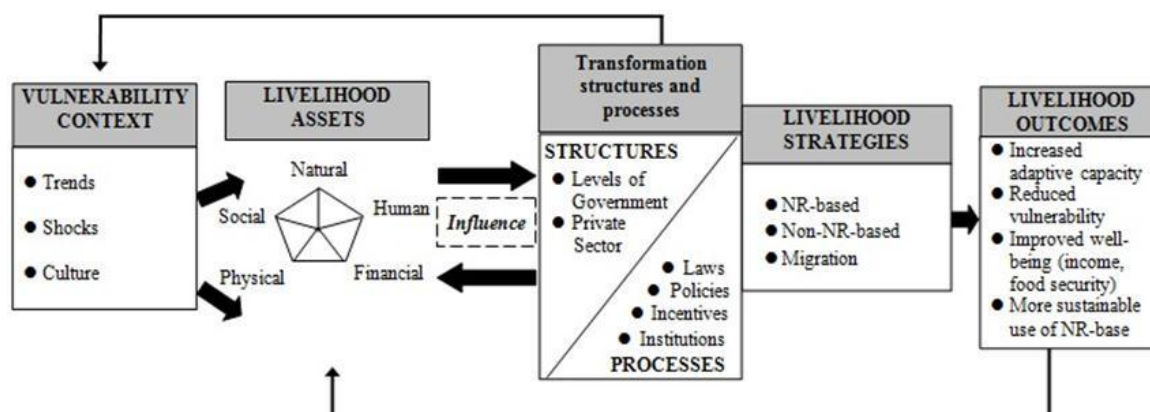 VULNERABILITY
CONTEXT
● Trends
● Shocks
● Culture
LIVELIHOOD
ASSETS
Natural
Social
Human
Physical
Financial
Influence
Transformation
structures and
processes
STRUCTURES
● Levels of
Government
● Private
Sector
● Laws
● Policies
● Incentives
● Institutions
PROCESSES
LIVELIHOOD
STRATEGIES
● NR-based
● Non-NR-based
● Migration
LIVELIHOOD
OUTCOMES
● Increased
adaptive capacity
● Reduced
vulnerability
● Improved well-
being (income,
food security)
● More sustainable
use of NR-base